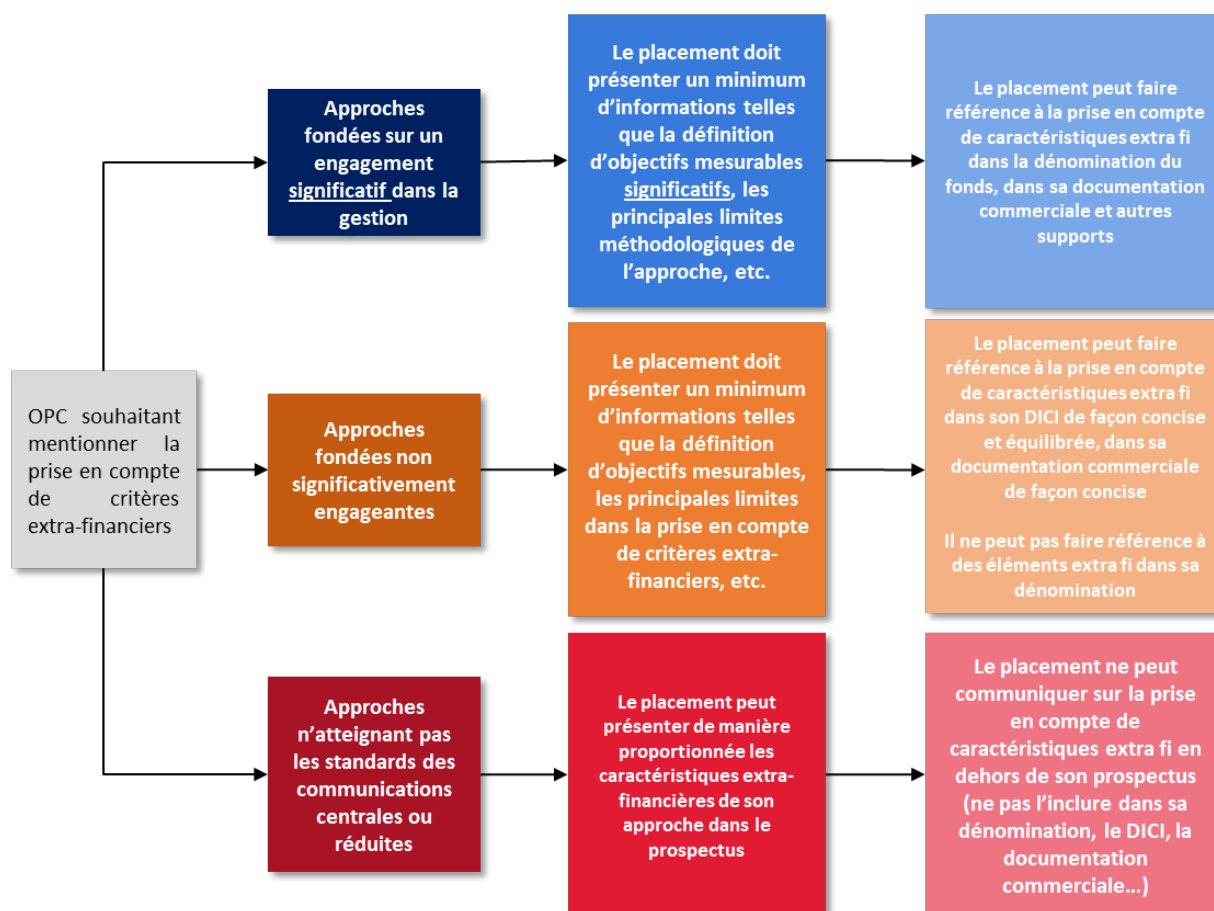 OPC souhaitant
mentionner la
prise en compte
de critères
extra-financiers
Approches
fondées sur un
engagement
significatif dans la
gestion
Le placement doit
présenter un minimum
d'informations telles
que la définition
d'objectifs mesurables
significatifs, les
principales limites
méthodologiques de
l'approche, etc.
Le placement peut faire
référence à la prise en compte
de caractéristiques extra fi
dans la dénomination du
fonds, dans sa documentation
commerciale et autres
supports
Approches
fondées non
significativement
engageantes
Le placement doit
présenter un minimum
d'informations telles
que la définition
d'objectifs mesurables,
les principales limites
dans la prise en compte
de critères extra-
financiers, etc.
Le placement peut faire
référence à la prise en compte
de caractéristiques extra fi
dans son DICI de façon concise
et équilibrée, dans sa
documentation commerciale
de façon concise
Il ne peut pas faire référence à
des éléments extra fi dans sa
dénomination
Approches
n'atteignant pas
les standards des
communications
centrales ou
réduites
Le placement peut
présenter de manière
proportionnée les
caractéristiques extra-
financières de son
approche dans le
prospectus
Le placement ne peut
communiquer sur la prise
en compte de
caractéristiques extra fi en
dehors de son prospectus
(ne pas l'inclure dans sa
dénomination, le DICI, la
documentation
commerciale…)